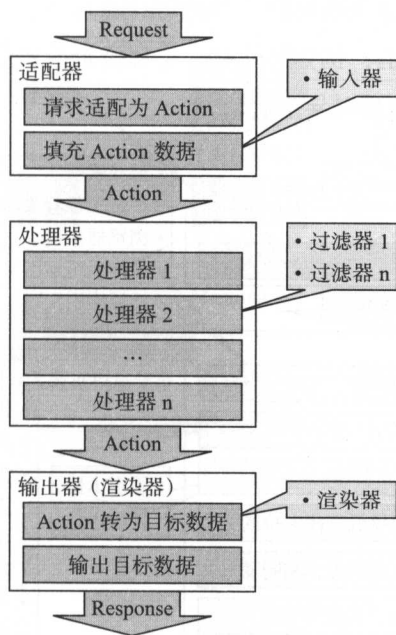 Request
适配器
请求适配为 Action
填充 Action 数据
• 输入器
Action
处理器
处理器 1
处理器 2
…
处理器 n
• 过滤器 1
• 过滤器 n
Action
输出器（渲染器）
Action 转为目标数据
输出目标数据
• 渲染器
Response